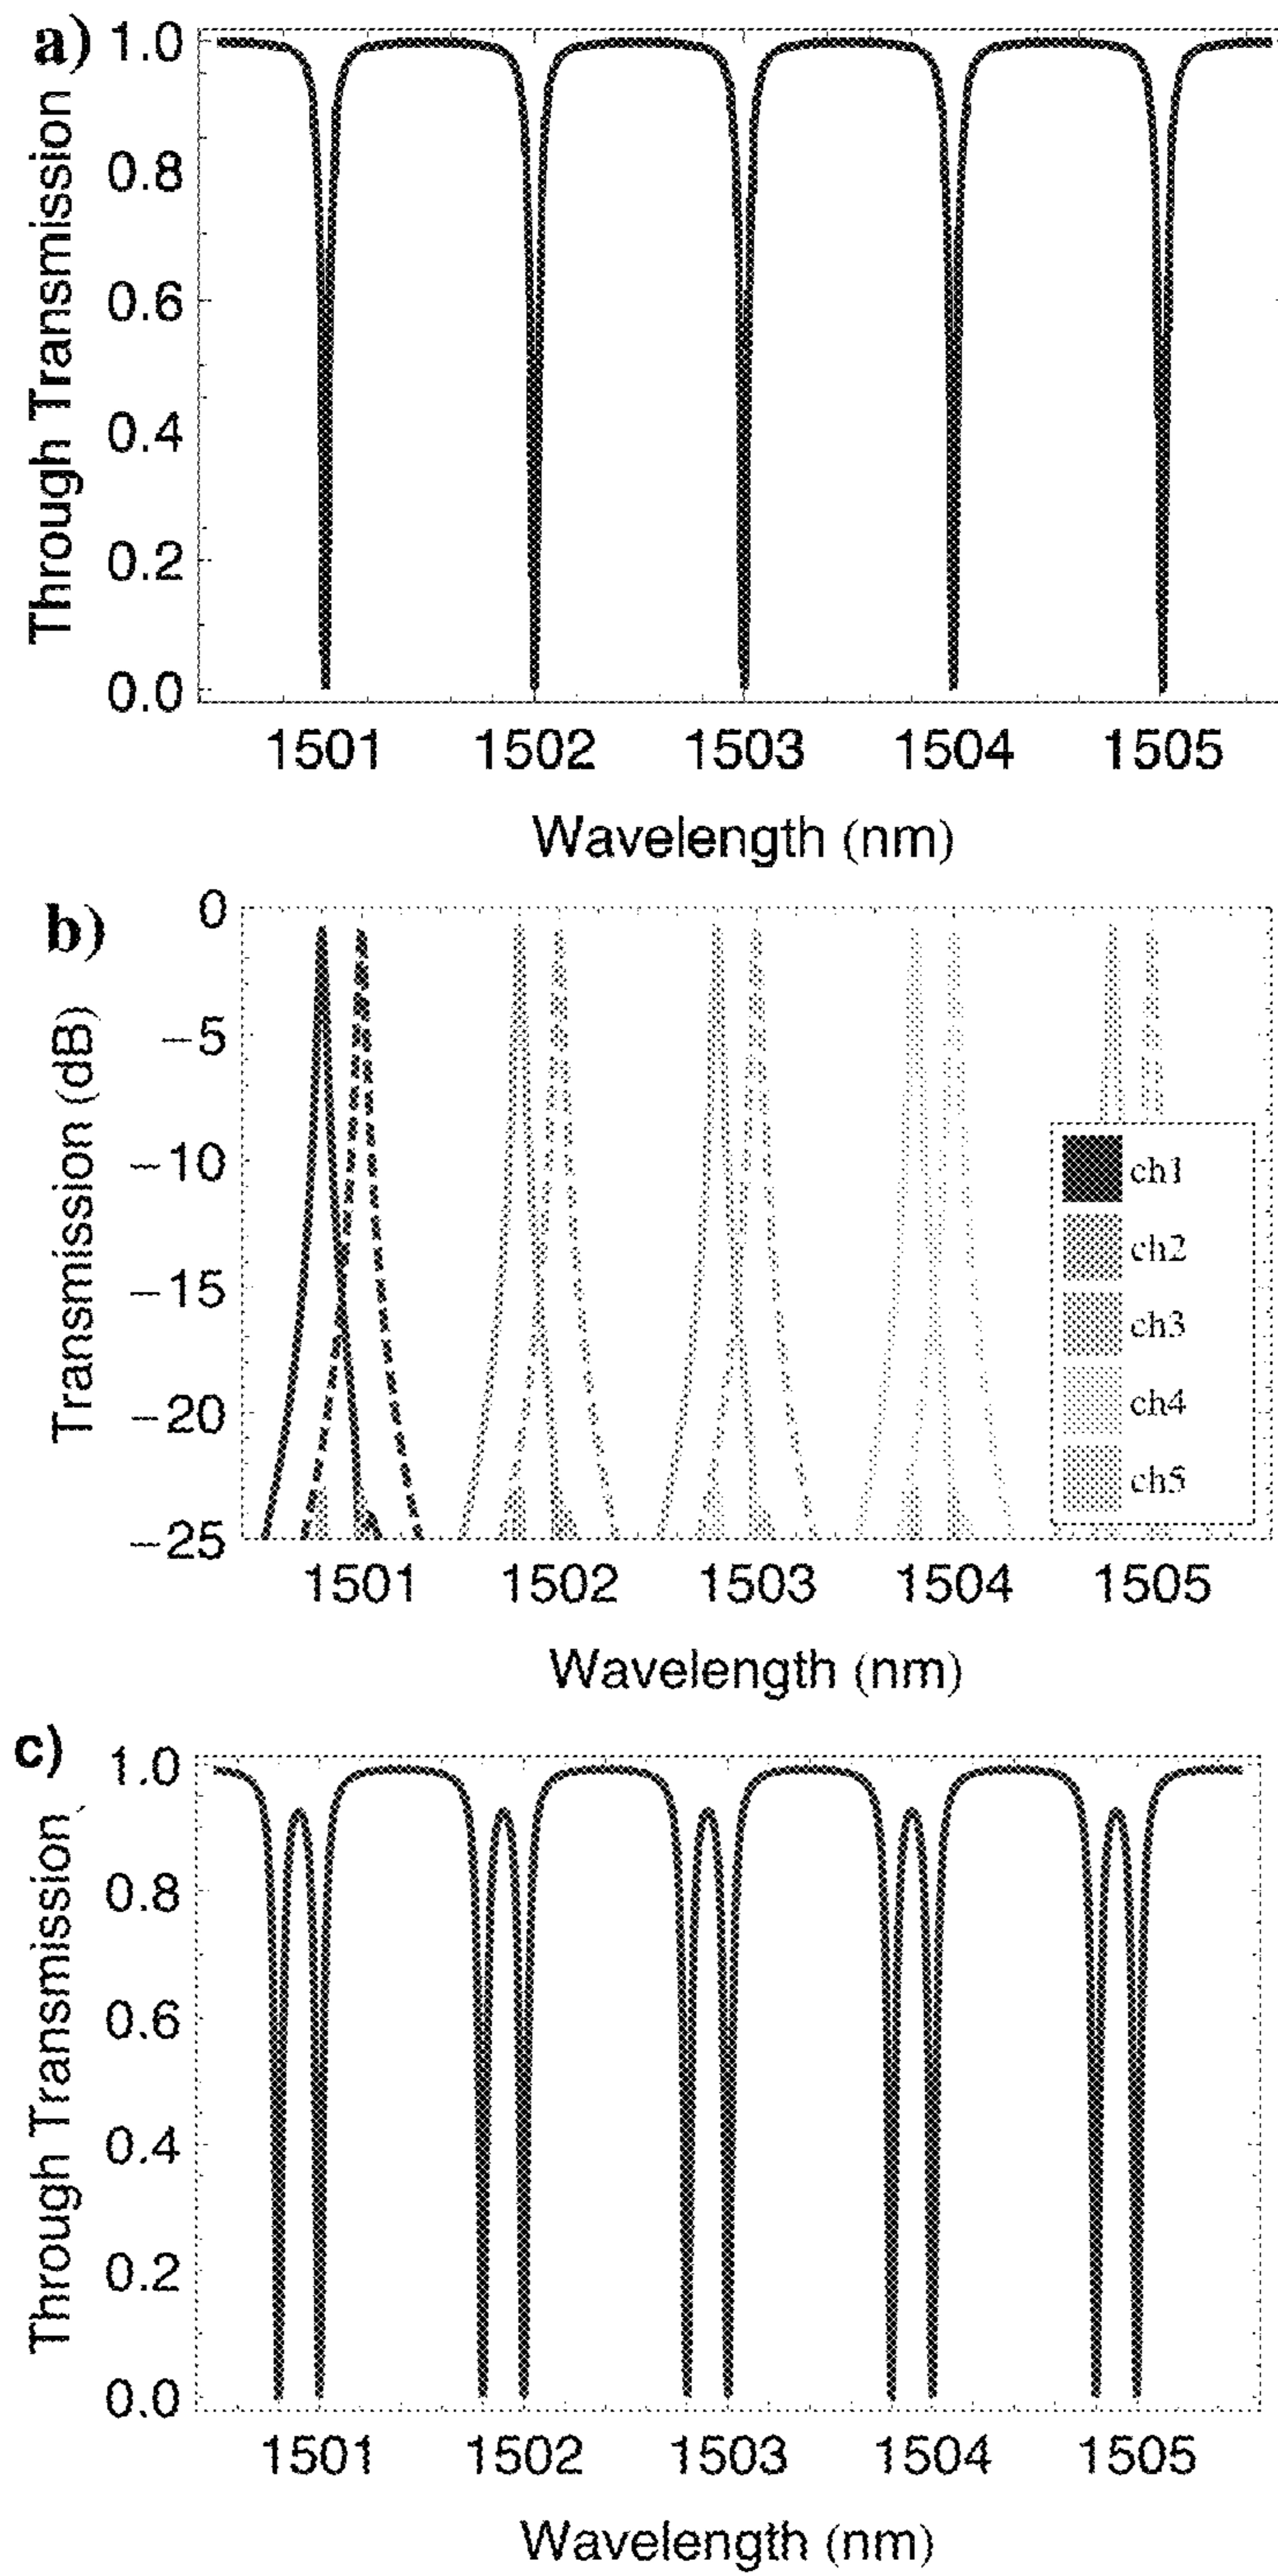 a)
Through Transmission
1.0
0.8
0.6
0.4
0.2
0.0
1501 1502 1503 1504 1505
Wavelength (nm)
b)
Transmission (dB)
0
−5
−10
−15
−20
−25
ch1
ch2
ch3
ch4
ch5
1501 1502 1503 1504 1505
Wavelength (nm)
c)
Through Transmission
1.0
0.8
0.6
0.4
0.2
0.0
1501 1502 1503 1504 1505
Wavelength (nm)